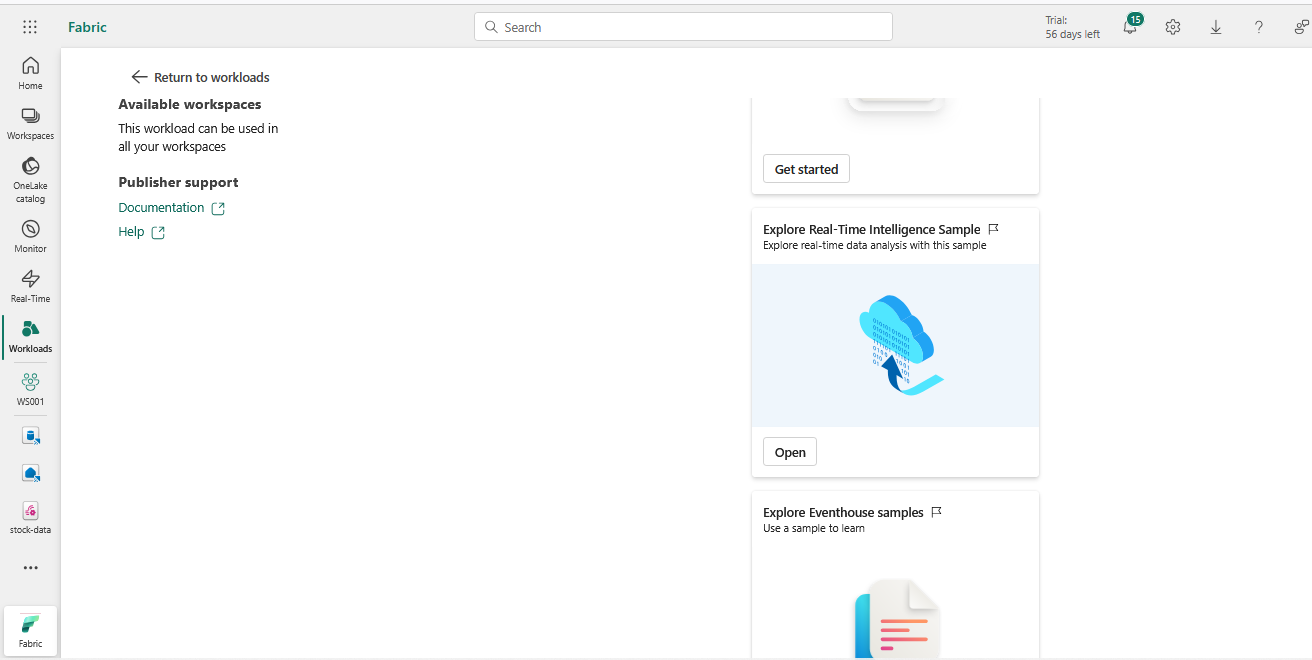 Fabric
Search
Trial:
56 days left
15
Home
Workspaces
OneLake
catalog
Monitor
Real-Time
Workloads
WS001
stock-data
Fabric
Return to workloads
Available workspaces
This workload can be used in
all your workspaces
Publisher support
Documentation
Help
Get started
Explore Real-Time Intelligence Sample
Explore real-time data analysis with this sample
Open
Explore Eventhouse samples
Use a sample to learn